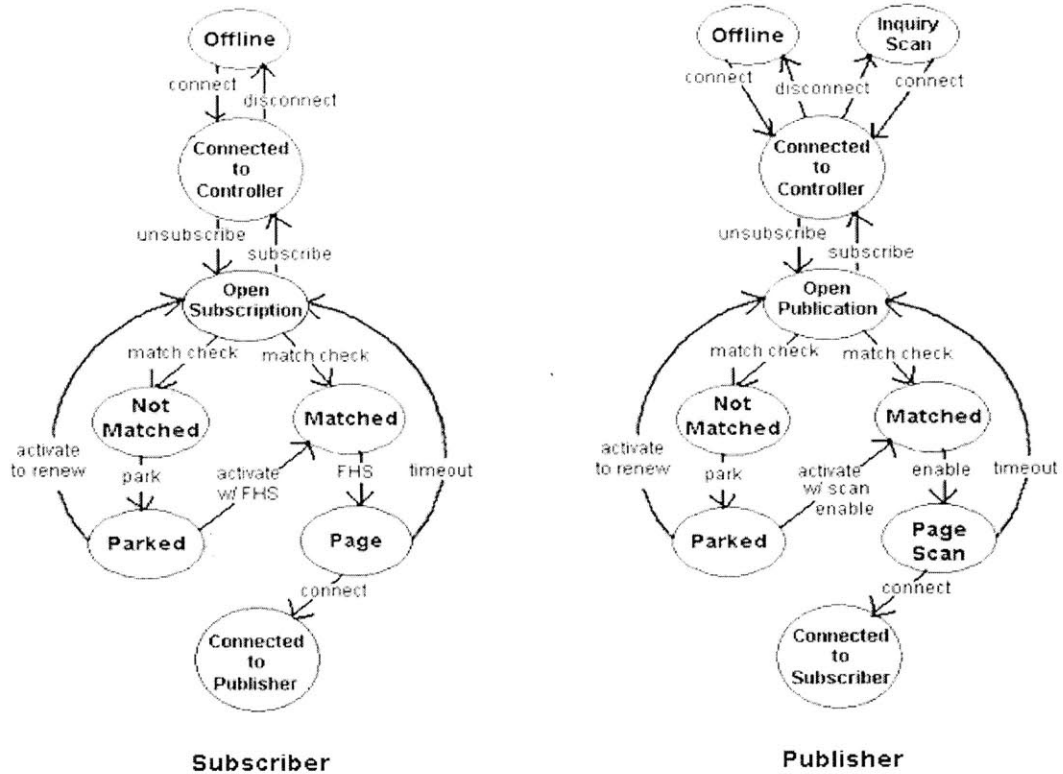 Offline
connect
disconnect
Connected
to
Controller
unsubscribe
subscribe
Open
Subscription
match check
match check
Not
Matched
Matched
activate
to renew
park
activate
w/ FHS
FHS
timeout
Parked
Page
connect
Connected
to
Publisher
Subscriber
Offline
Inquiry
Scan
connect
disconnect
connect
Connected
to
Controller
unsubscribe
subscribe
Open
Publication
match check
match check
Not
Matched
Matched
activate
to renew
park
activate
w/ scan
enable
enable
timeout
Parked
Page
Scan
connect
Connected
to
Subscriber
Publisher